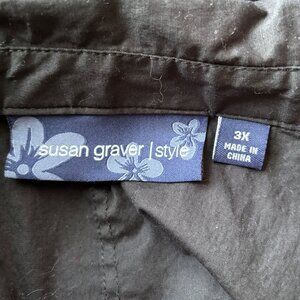 susan graver | style
3X
MADE IN
CHINA